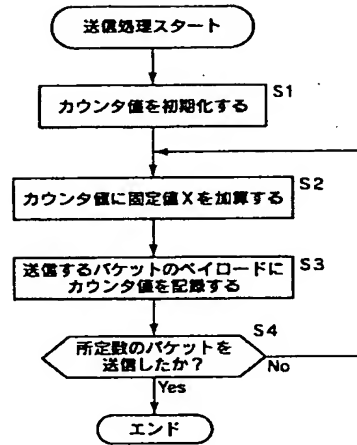 送信処理スタート
S1
カウンタ値を初期化する
S2
カウンタ値に固定値Xを加算する
S3
送信するパケットのペイロードに
カウンタ値を記録する
S4
所定数のパケットを
送信したか?
No
Yes
エンド